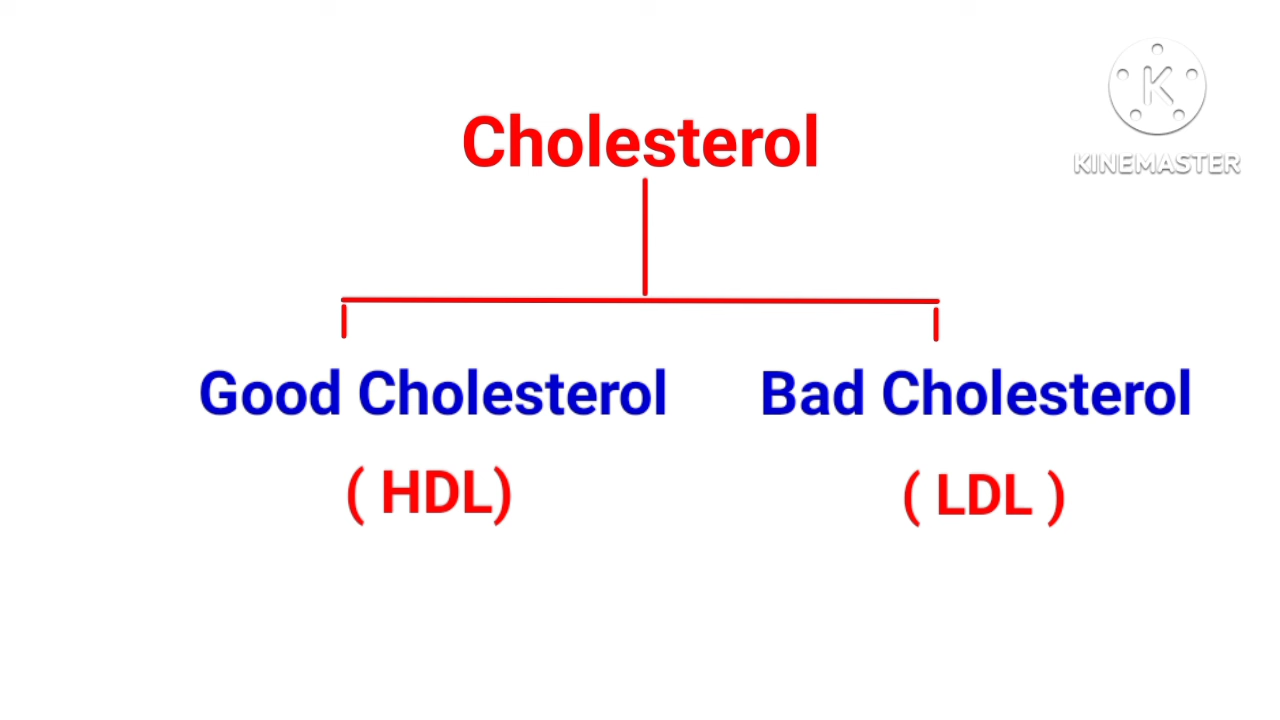 Cholesterol
KINEMASTER
Good Cholesterol
Bad Cholesterol
( HDL)
( LDL )